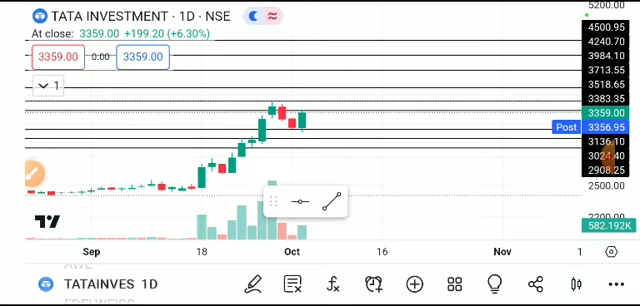 TATA INVESTMENT · 1D · NSE
At close: 3359.00 +199.20 (+6.30%)
3359.00 0.00 3359.00
1
5200.00
4500.95
4240.70
3984.10
3713.55
3518.65
3383.35
3359.00
Post 3356.95
3136.10
3024.40
2908.25
2500.00
2200.00
582.192K
Sep 18 Oct 16 Nov 1
AWL
TATAINVES 1D
EDELWEISS